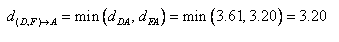 d_{(D,F)→A} = min (d_{DA}, d_{FA}) = min (3.61, 3.20) = 3.20